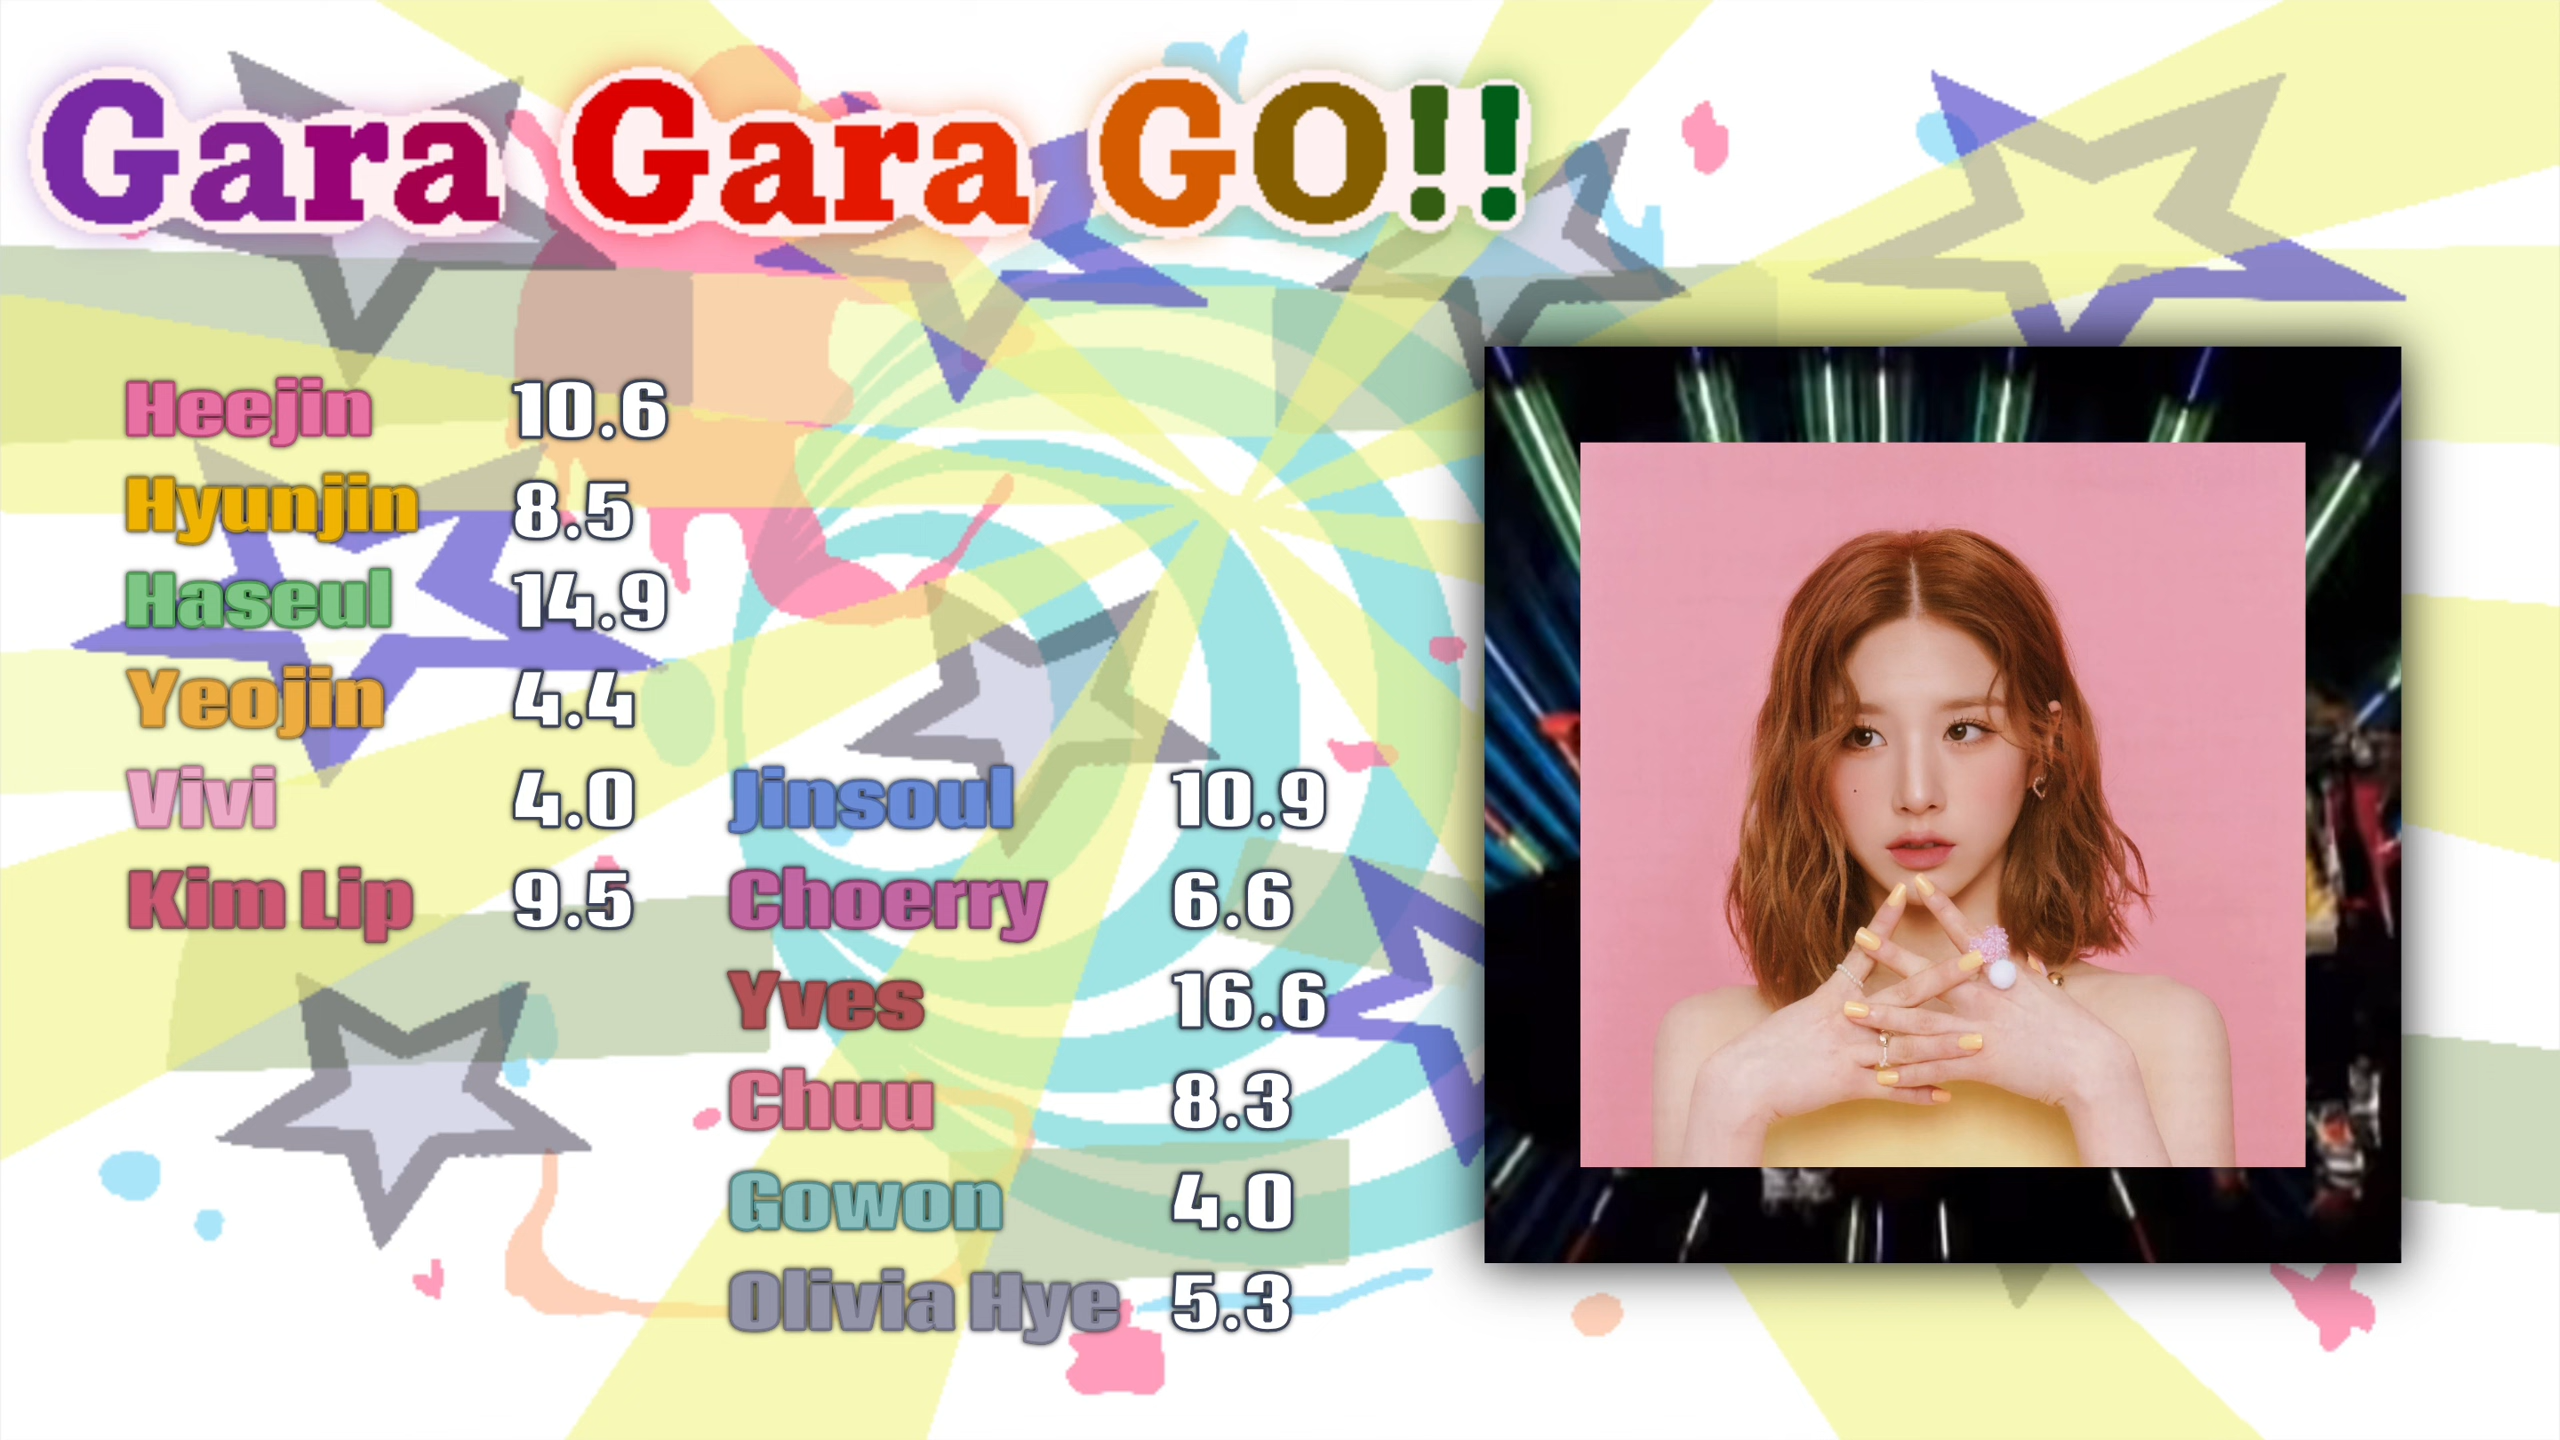 Gara Gara GO!!
Heejin 10.6
Hyunjin 8.5
Haseul 14.9
Yeojin 4.4
Vivi 4.0
Kim Lip 9.5
Jinsoul 10.9
Choerry 6.6
Yves 16.6
Chuu 8.3
Gowon 4.0
Olivia Hye 5.3